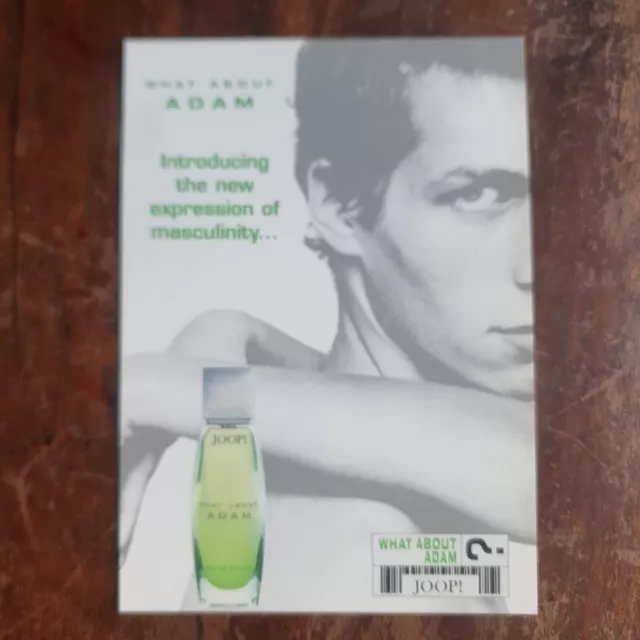 WHAT ABOUT
ADAM
Introducing
the new
expression of
masculinity...
JOOP!
WHAT ABOUT
ADAM
WHAT ABOUT
ADAM
?
JOOP!